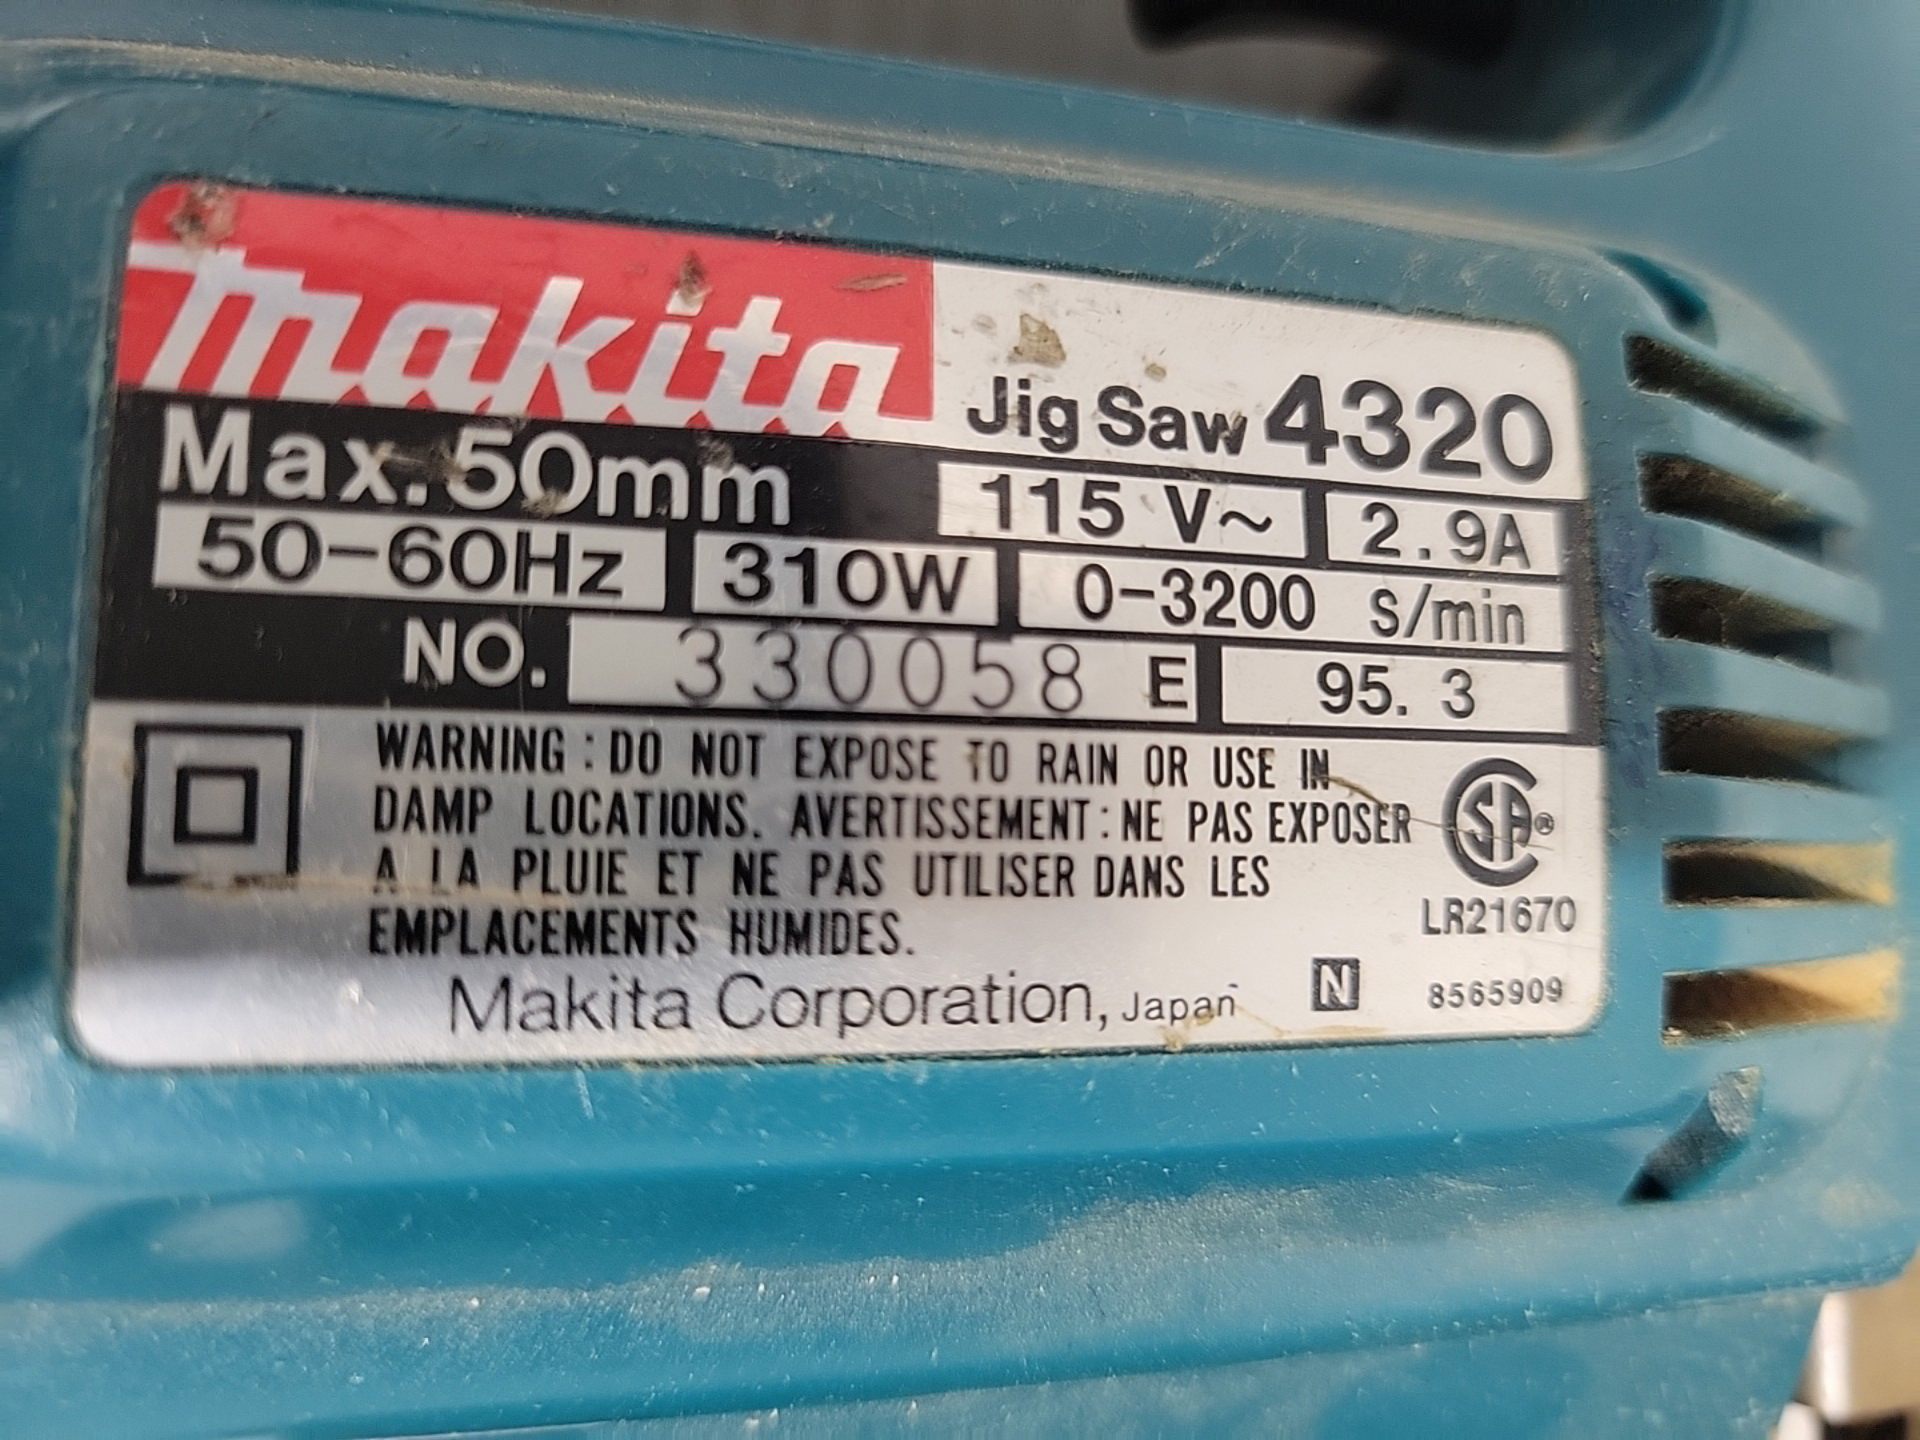 makita
Jig Saw 4320
Max. 50mm 115 V~ 2.9A
50-60Hz 310W 0-3200 s/min
NO. 330058 E 95. 3
WARNING : DO NOT EXPOSE TO RAIN OR USE IN
DAMP LOCATIONS. AVERTISSEMENT : NE PAS EXPOSER
A LA PLUIE ET NE PAS UTILISER DANS LES
EMPLACEMENTS HUMIDES.
SA ®
LR21670
Makita Corporation, Japan N 8565909